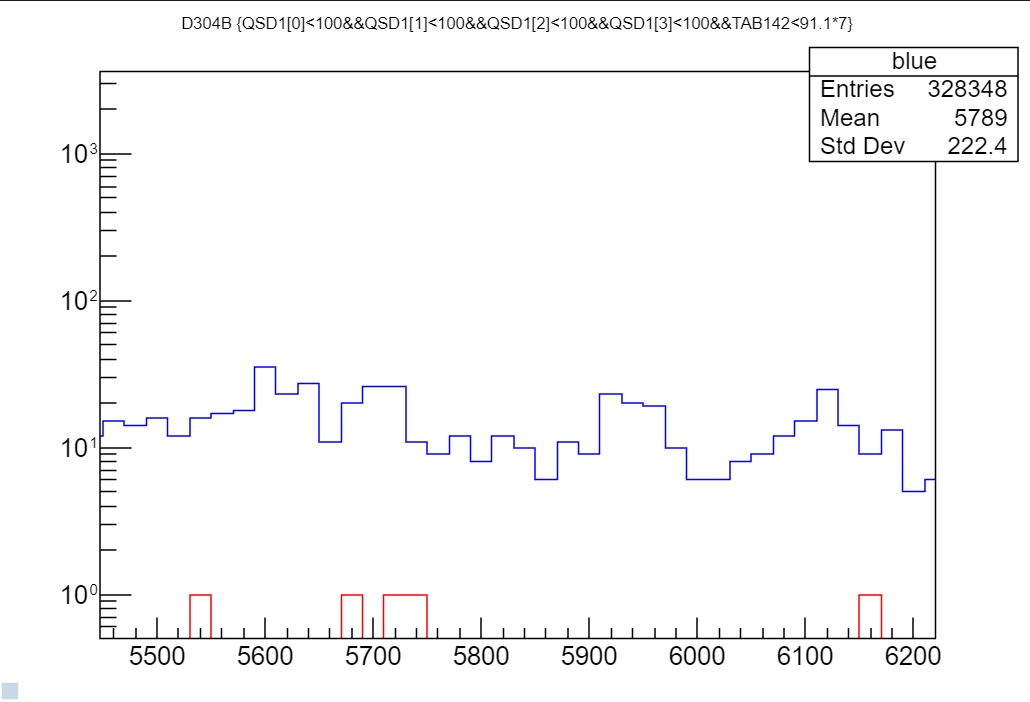 D304B {QSD1[0]<100&&QSD1[1]<100&&QSD1[2]<100&&QSD1[3]<100&&TAB142<91.1*7}
blue
Entries 328348
Mean 5789
Std Dev 222.4
10³
10²
10¹
10⁰
5500 5600 5700 5800 5900 6000 6100 6200